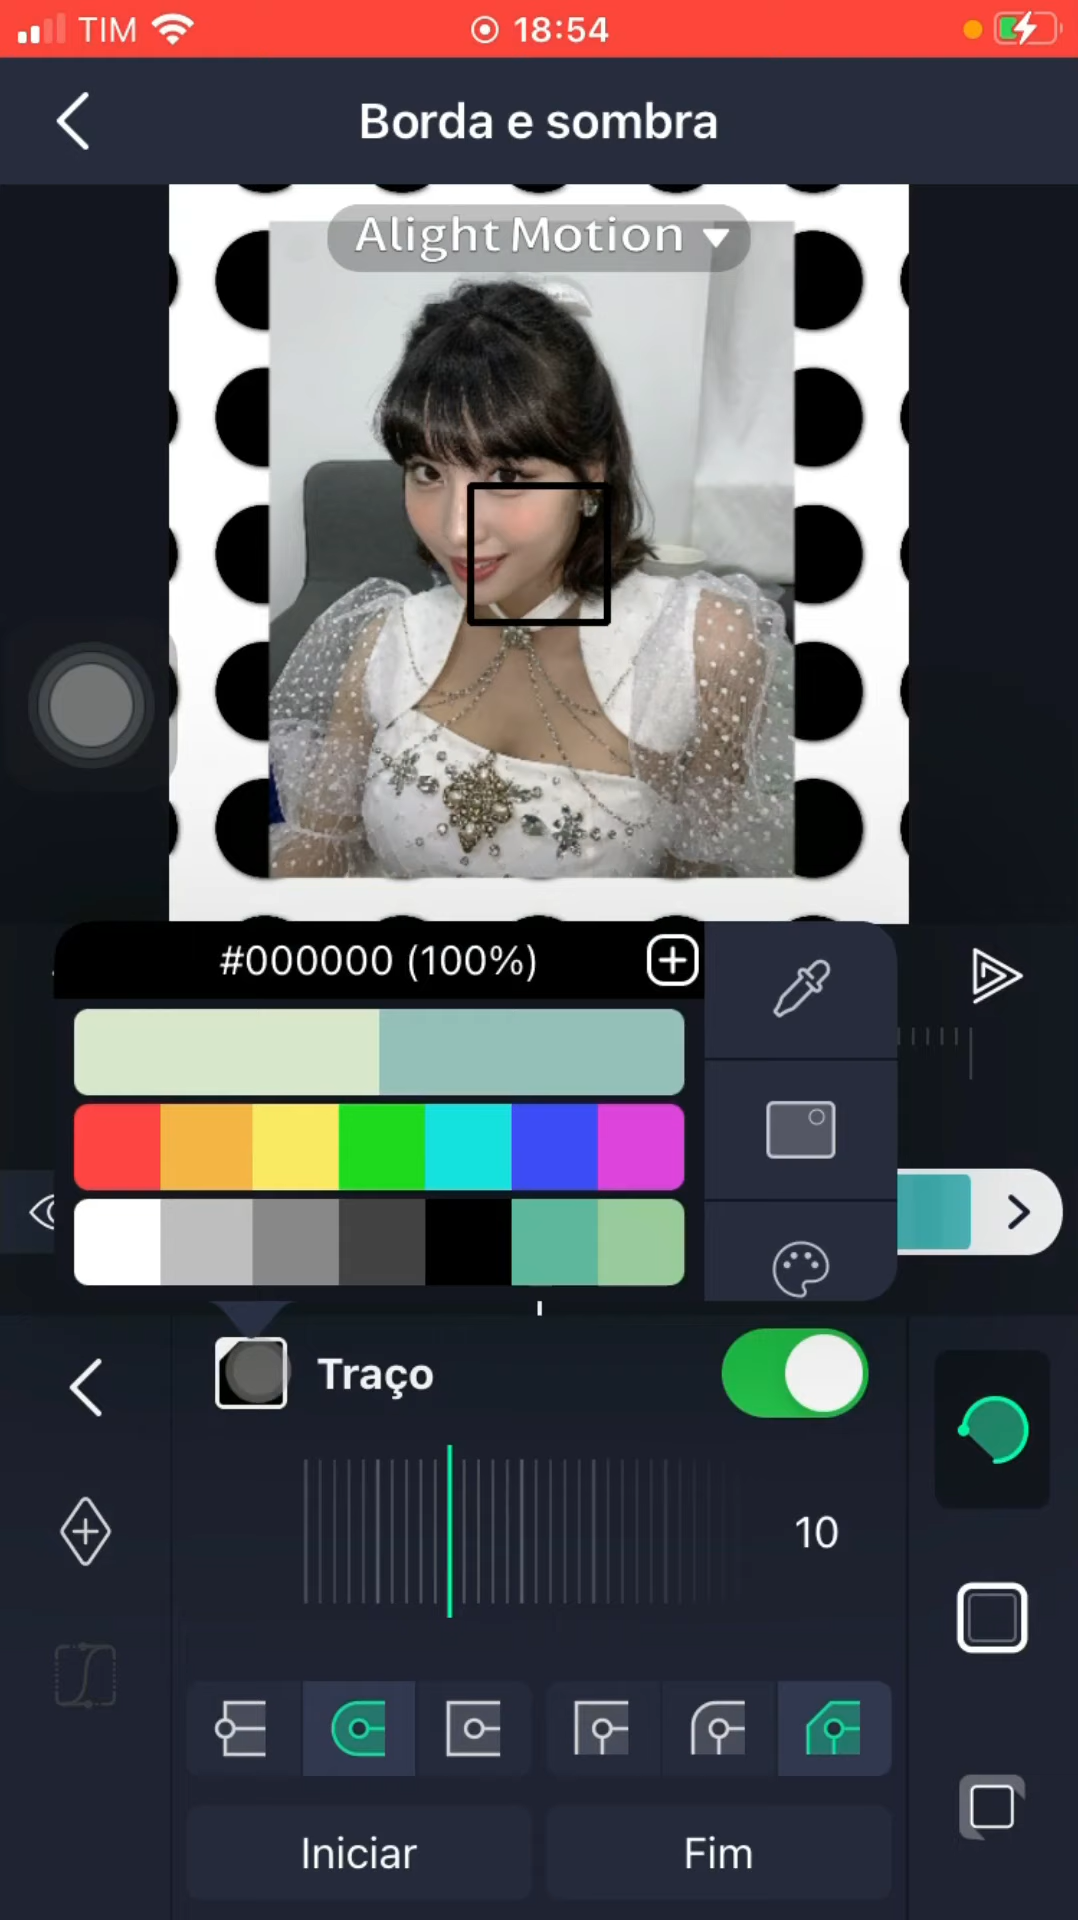 TIM 18:54
Borda e sombra
Alight Motion
#000000 (100%)
Traço
10
Iniciar Fim